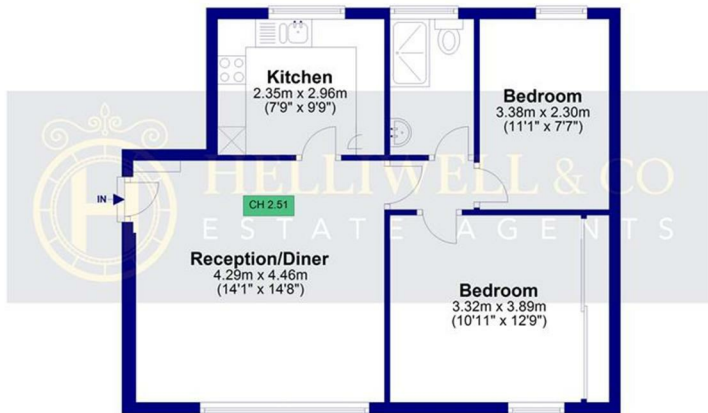 Kitchen
2.35m x 2.96m
(7'9" x 9'9")
Bedroom
3.38m x 2.30m
(11'1" x 7'7")
H HELLIWELL & CO
ESTATE AGENTS
IN
CH 2.51
Reception/Diner
4.29m x 4.46m
(14'1" x 14'8")
Bedroom
3.32m x 3.89m
(10'11" x 12'9")